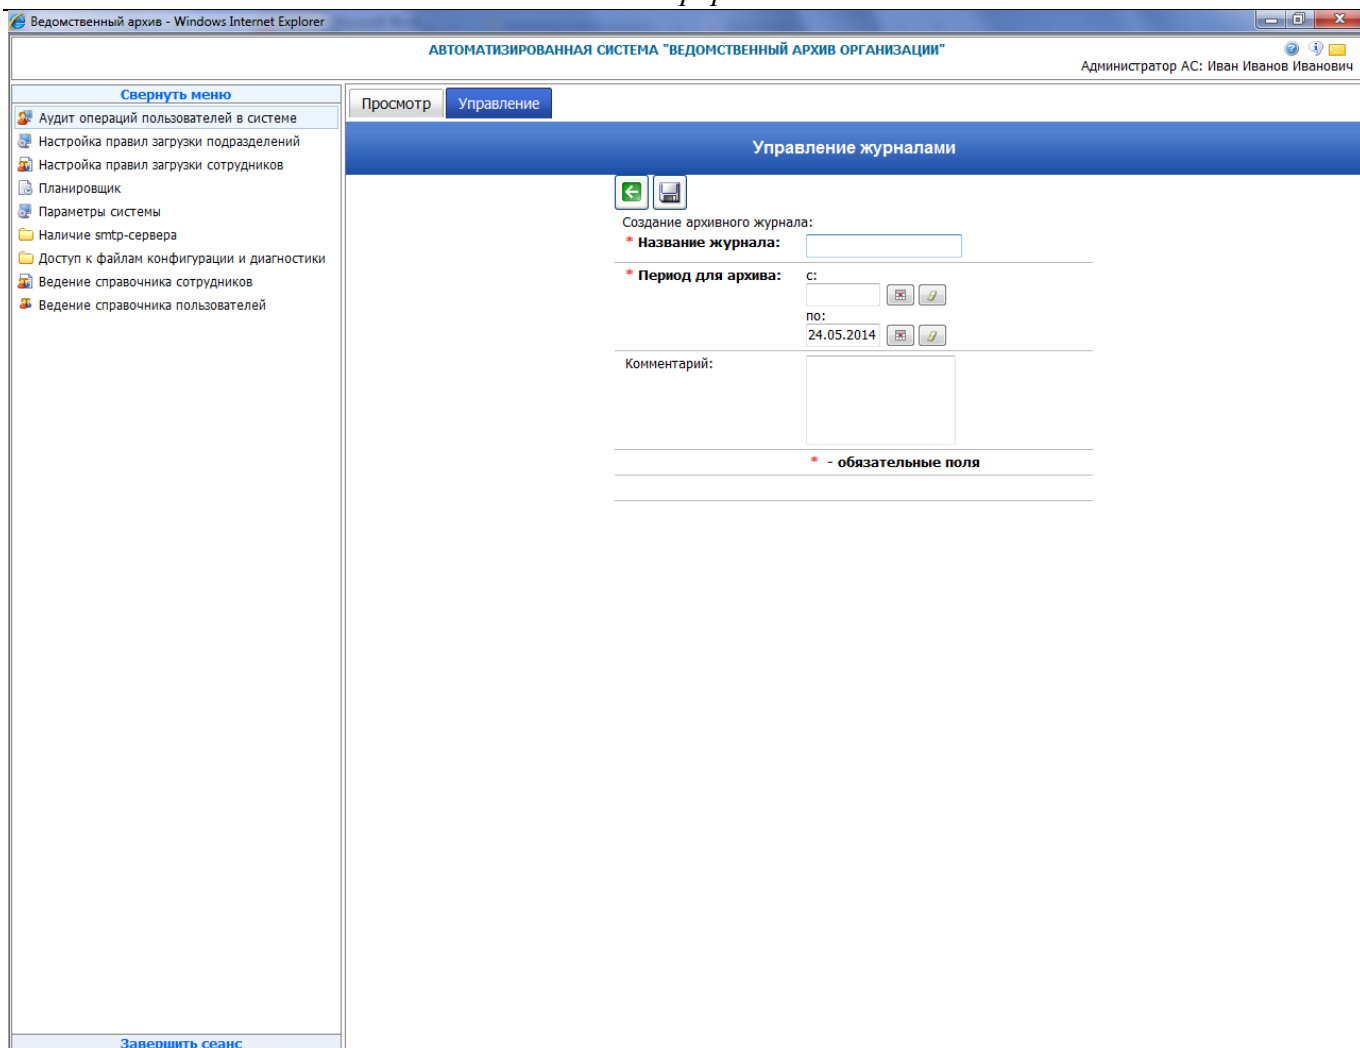 Ведомственный архив - Windows Internet Explorer
АВТОМАТИЗИРОВАННАЯ СИСТЕМА "ВЕДОМСТВЕННЫЙ АРХИВ ОРГАНИЗАЦИИ"
Администратор АС: Иван Иванов Иванович
Свернуть меню
Аудит операций пользователей в системе
Настройка правил загрузки подразделений
Настройка правил загрузки сотрудников
Планировщик
Параметры системы
Наличие smtp-сервера
Доступ к файлам конфигурации и диагностики
Ведение справочника сотрудников
Ведение справочника пользователей
Завершить сеанс
Просмотр Управление
Управление журналами
Создание архивного журнала:
* Название журнала:
* Период для архива: с:
по:
24.05.2014
Комментарий:
* - обязательные поля